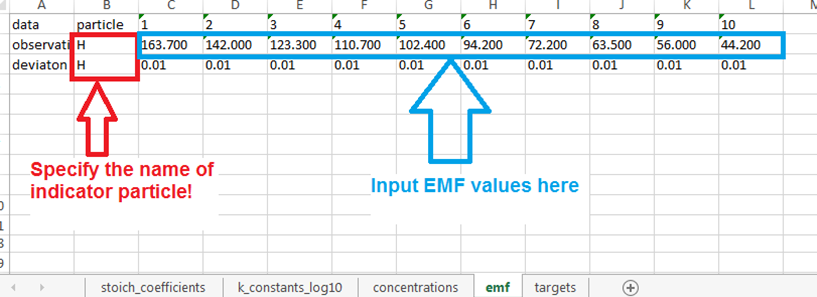 A B C D E F G H I J K L
data particle 1 2 3 4 5 6 7 8 9 10
observati H 163.700 142.000 123.300 110.700 102.400 94.200 72.200 63.500 56.000 44.200
deviaton H 0.01 0.01 0.01 0.01 0.01 0.01 0.01 0.01 0.01 0.01
Specify the name of
indicator particle!
Input EMF values here
stoich_coefficients k_constants_log10 concentrations emf targets